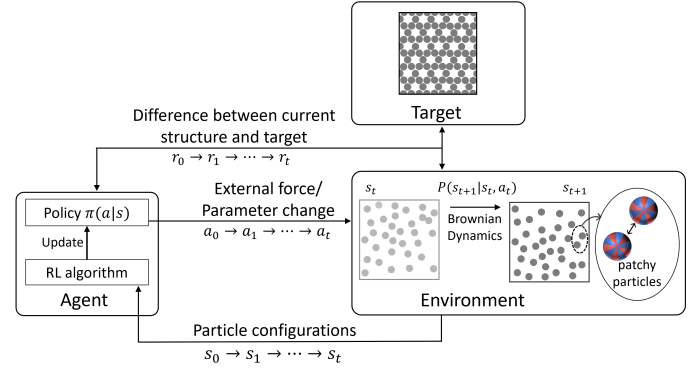 Target
Difference between current
structure and target
r₀ → r₁ → ⋯ → rₜ
Policy π(a|s)
Update
RL algorithm
Agent
External force/
Parameter change
a₀ → a₁ → ⋯ → aₜ
sₜ
P(sₜ₊₁|sₜ, aₜ)
sₜ₊₁
Brownian
Dynamics
patchy
particles
Environment
Particle configurations
s₀ → s₁ → ⋯ → sₜ